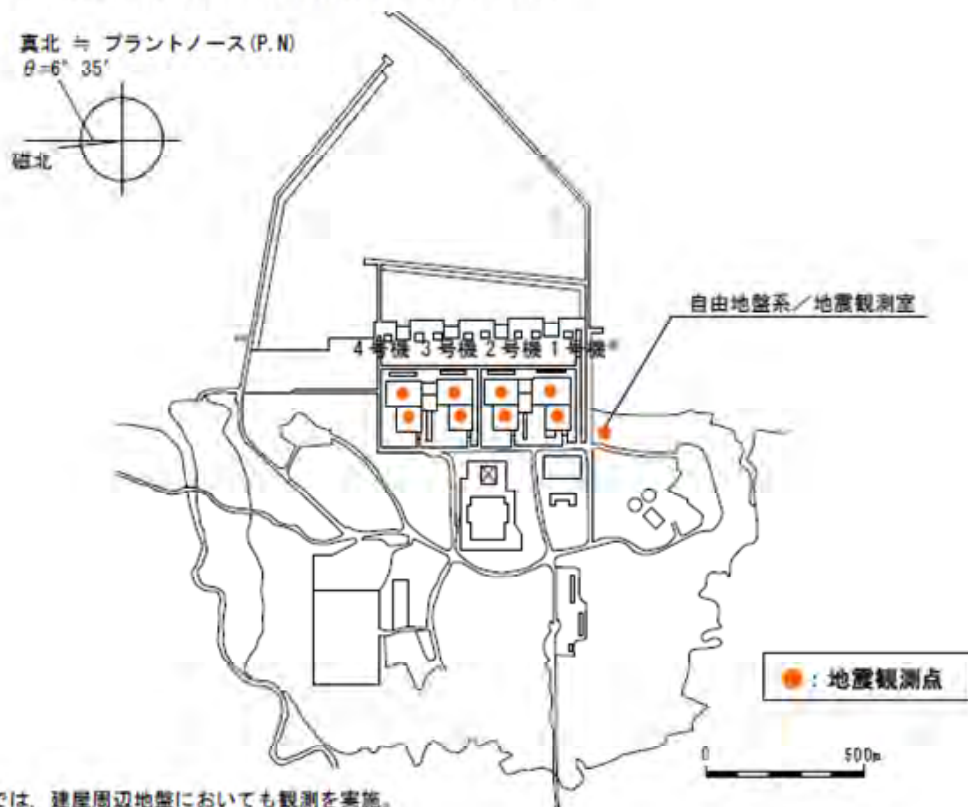 真北 ≒ プラントノース(P.N)
θ=6° 35′
磁北
自由地盤系／地震観測室
4号機 3号機 2号機 1号機
：地震観測点
0 500m
では、建屋周辺地盤においても観測を実施。